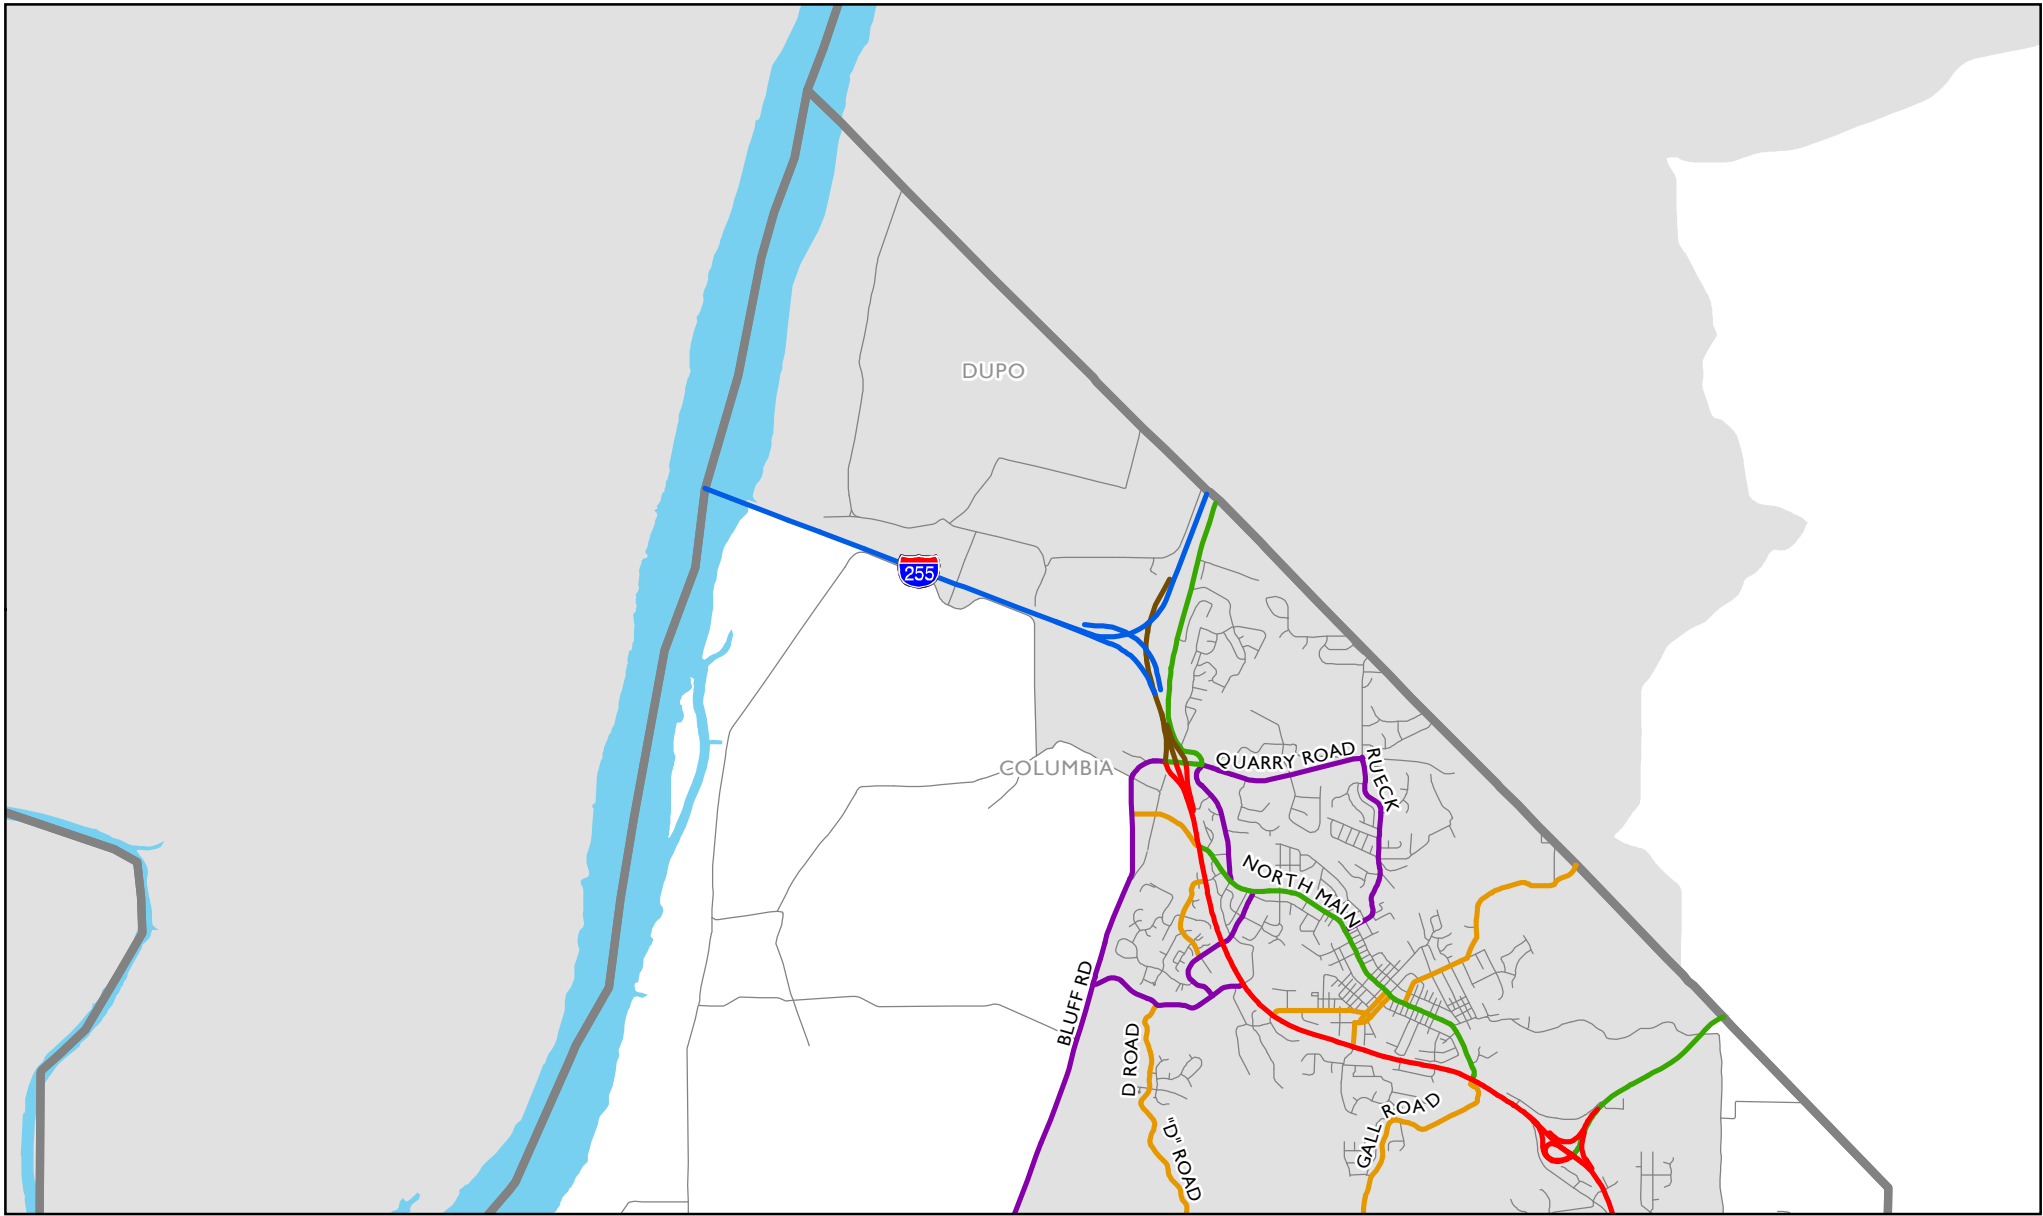 DUPO
255
COLUMBIA
QUARRY ROAD
RUECK
NORTH MAIN
BLUFF RD
D ROAD
"D" ROAD
GALL ROAD